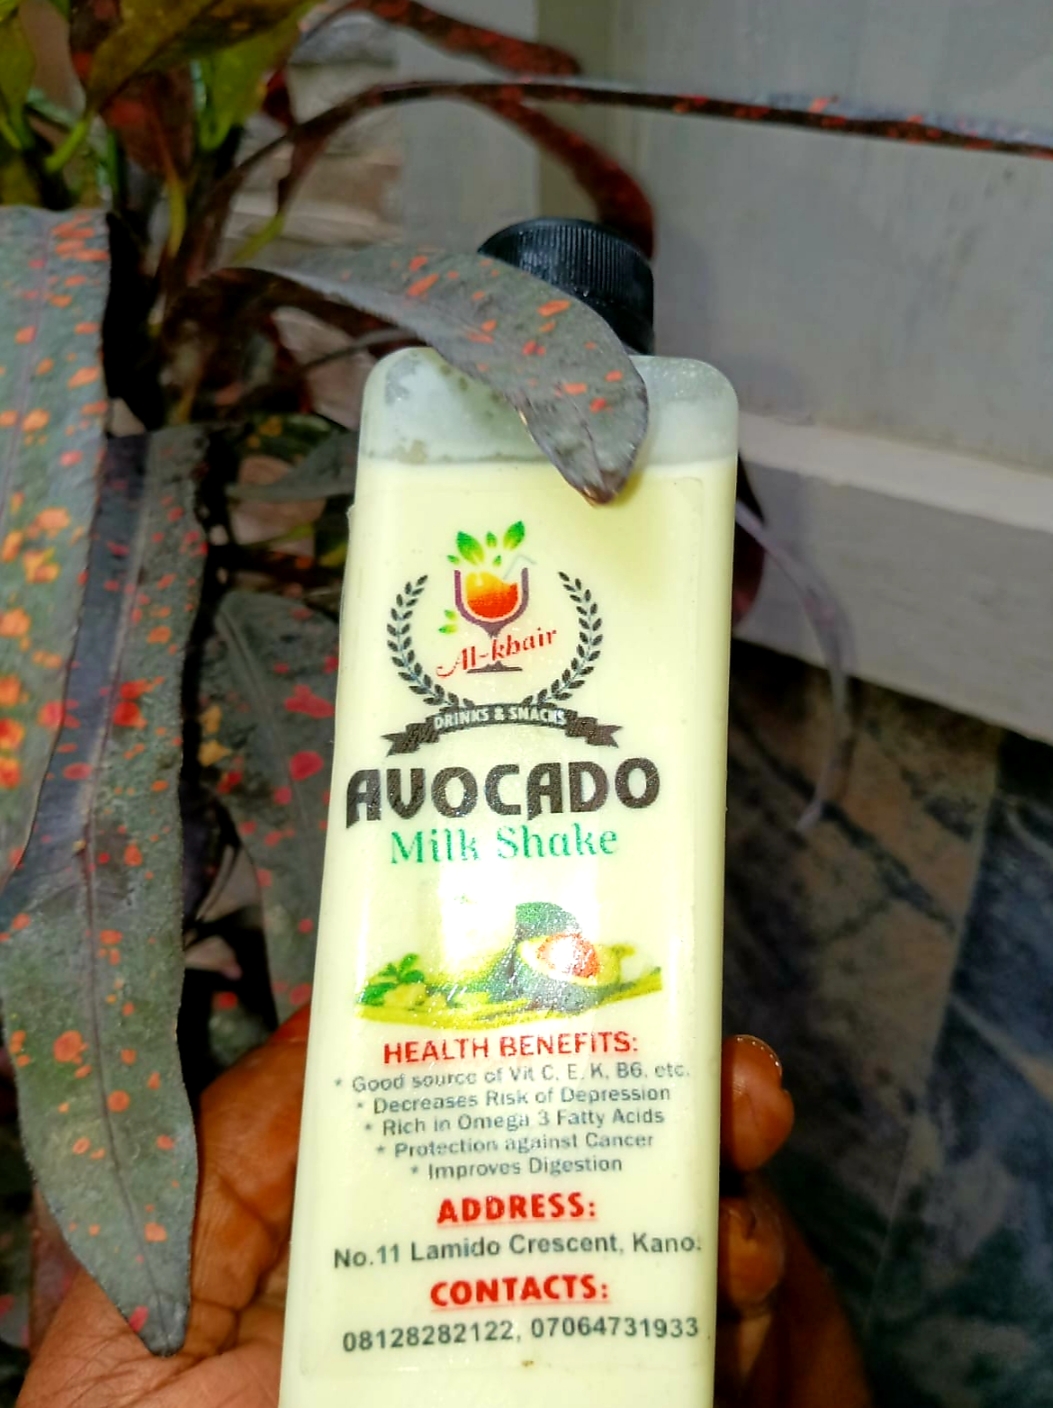 Al-khair
DRINKS & SNACKS
AVOCADO
Milk Shake
HEALTH BENEFITS:
* Good source of Vit C, E, K, B6, etc.
* Decreases Risk of Depression
* Rich in Omega 3 Fatty Acids
* Protection against Cancer
* Improves Digestion
ADDRESS:
No.11 Lamido Crescent, Kano.
CONTACTS:
08128282122, 07064731933